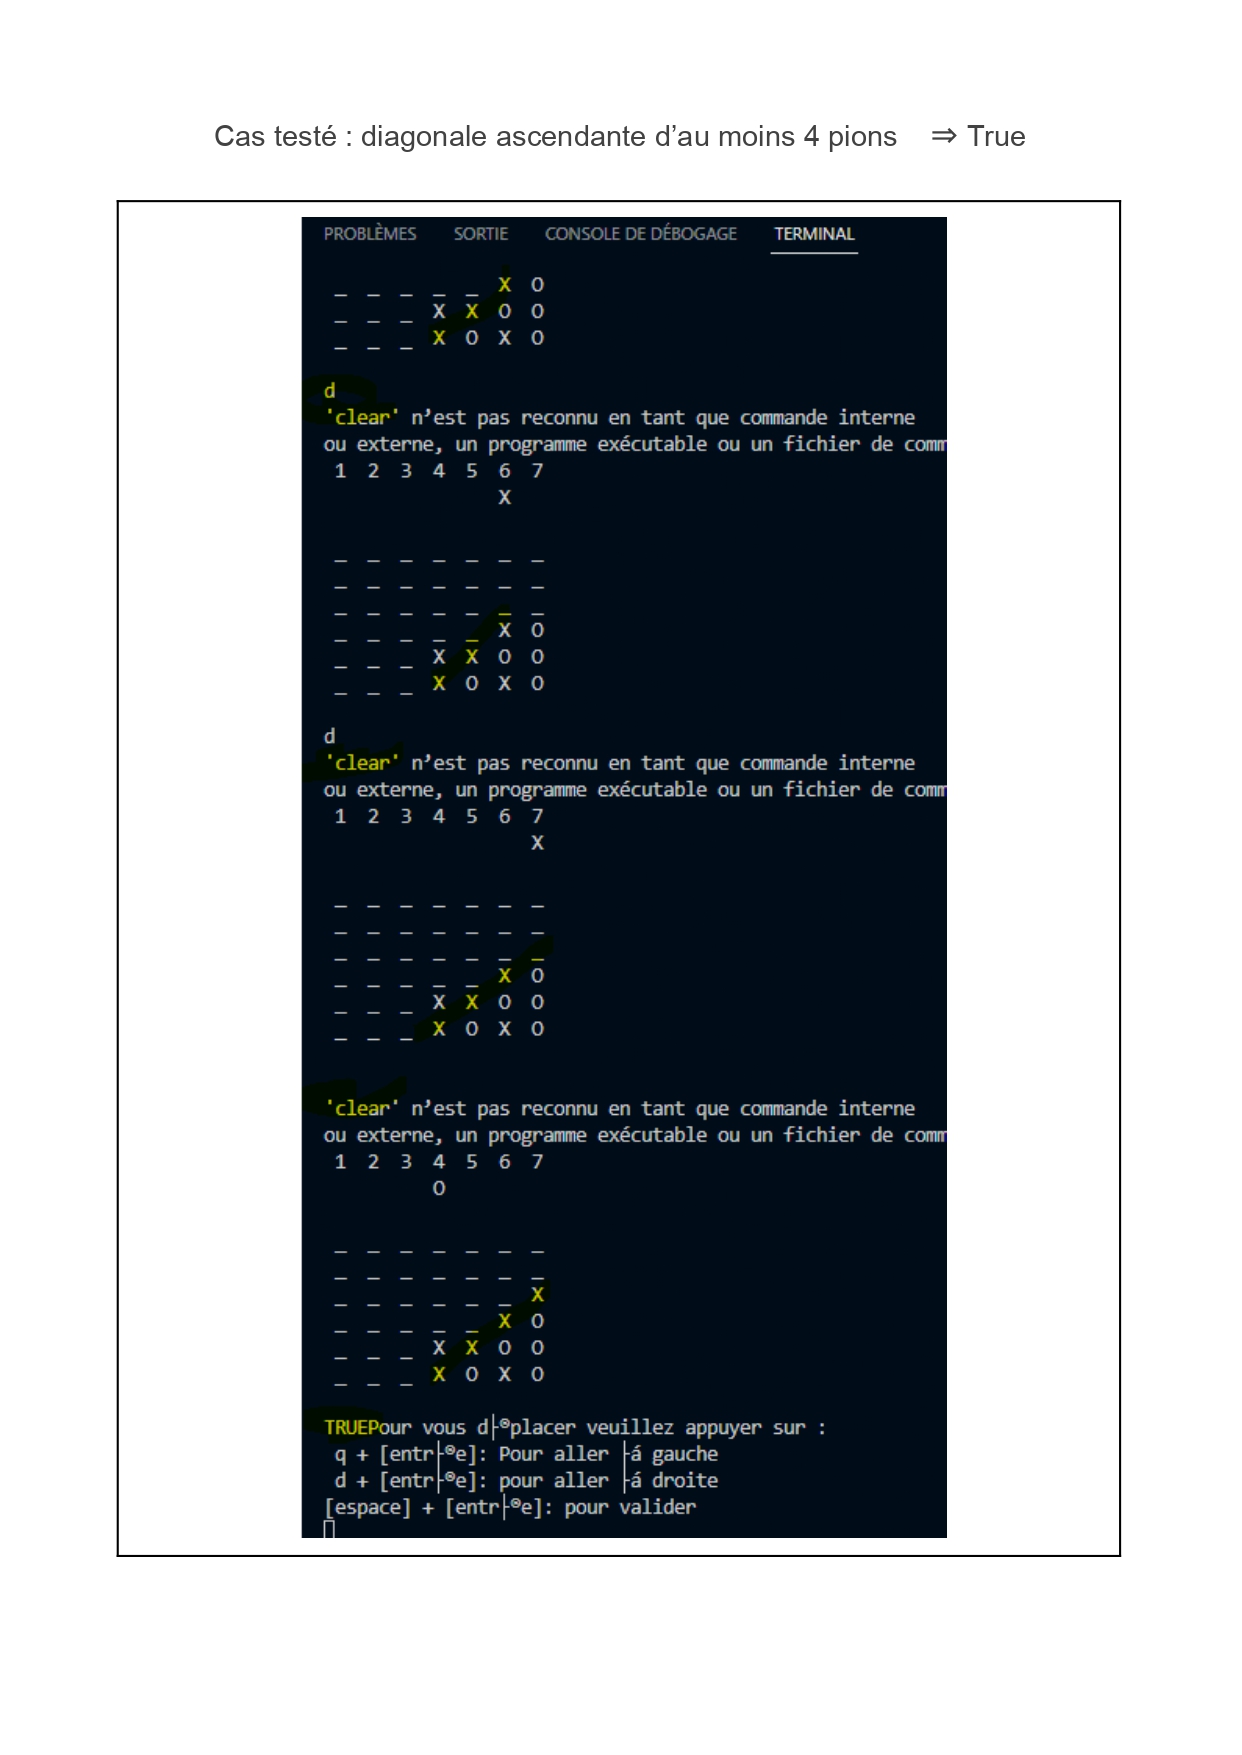 Cas testé : diagonale ascendante d’au moins 4 pions ⇒ True
PROBLÈMES SORTIE CONSOLE DE DÉBOGAGE TERMINAL
_ _ _ _ _ X O
_ _ _ X X O O
_ _ _ X O X O
d
'clear' n’est pas reconnu en tant que commande interne
ou externe, un programme exécutable ou un fichier de comm
1 2 3 4 5 6 7
X
_ _ _ _ _ _ _
_ _ _ _ _ _ _
_ _ _ _ _ _ _
_ _ _ _ _ X O
_ _ _ X X O O
_ _ _ X O X O
d
'clear' n’est pas reconnu en tant que commande interne
ou externe, un programme exécutable ou un fichier de comm
1 2 3 4 5 6 7
X
_ _ _ _ _ _ _
_ _ _ _ _ _ _
_ _ _ _ _ _ _
_ _ _ _ _ X O
_ _ _ X X O O
_ _ _ X O X O
'clear' n’est pas reconnu en tant que commande interne
ou externe, un programme exécutable ou un fichier de comm
1 2 3 4 5 6 7
O
_ _ _ _ _ _ _
_ _ _ _ _ _ _
_ _ _ _ _ _ X
_ _ _ _ _ X O
_ _ _ X X O O
_ _ _ X O X O
TRUEPour vous d├®placer veuillez appuyer sur :
q + [entr├®e]: Pour aller ├á gauche
d + [entr├®e]: pour aller ├á droite
[espace] + [entr├®e]: pour valider